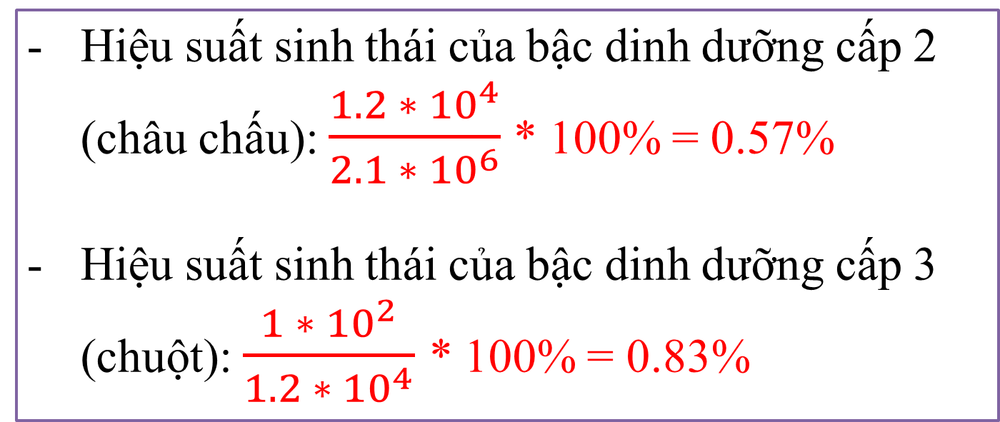 - Hiệu suất sinh thái của bậc dinh dưỡng cấp 2
(châu chấu): \frac{1.2 * 10^4}{2.1 * 10^6} * 100% = 0.57%
- Hiệu suất sinh thái của bậc dinh dưỡng cấp 3
(chuột): \frac{1 * 10^2}{1.2 * 10^4} * 100% = 0.83%